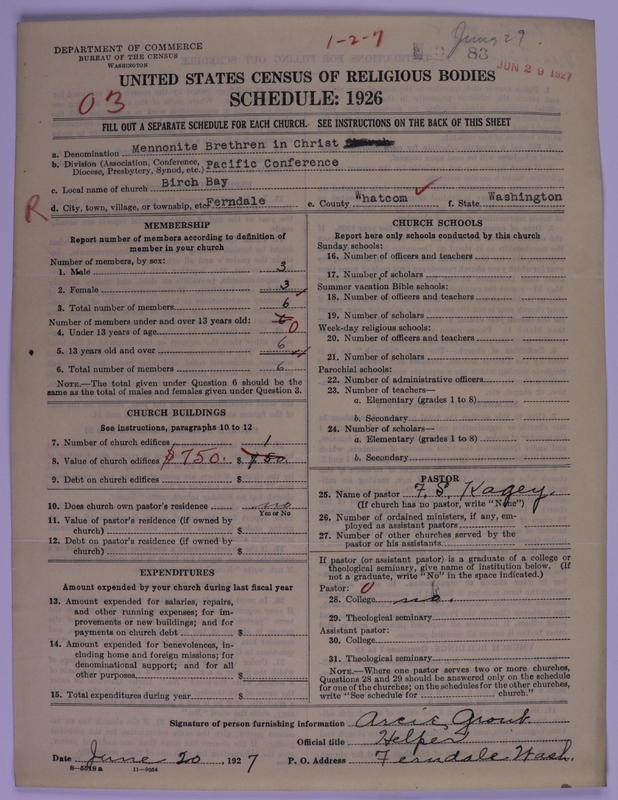 DEPARTMENT OF COMMERCE
BUREAU OF THE CENSUS
WASHINGTON
1-2-7
June 29.
83
JUN 29 1927
03
UNITED STATES CENSUS OF RELIGIOUS BODIES
SCHEDULE: 1926
FILL OUT A SEPARATE SCHEDULE FOR EACH CHURCH. SEE INSTRUCTIONS ON THE BACK OF THIS SHEET
a. Denomination Mennonite Brethren in Christ
b. Division (Association, Conference, Diocese, Presbytery, Synod, etc.) Pacific Conference
c. Local name of church Birch Bay
R
d. City, town, village, or township, etc. Ferndale e. County Whatcom f. State Washington
MEMBERSHIP
Report number of members according to definition of
member in your church
Number of members, by sex:
1. Male 3
2. Female 3
3. Total number of members 6
Number of members under and over 13 years old:
4. Under 13 years of age 0
5. 13 years old and over 6
6. Total number of members 6
NOTE.—The total given under Question 6 should be the
same as the total of males and females given under Question 3.
CHURCH BUILDINGS
See instructions, paragraphs 10 to 12
7. Number of church edifices 1
8. Value of church edifices $750. $
9. Debt on church edifices $
10. Does church own pastor's residence no
Yes or No
11. Value of pastor's residence (if owned by
church) $
12. Debt on pastor's residence (if owned by
church) $
EXPENDITURES
Amount expended by your church during last fiscal year
13. Amount expended for salaries, repairs,
and other running expenses; for im-
provements or new buildings; and for
payments on church debt $
14. Amount expended for benevolences, in-
cluding home and foreign missions; for
denominational support; and for all
other purposes $
15. Total expenditures during year $
CHURCH SCHOOLS
Report here only schools conducted by this church
Sunday schools:
16. Number of officers and teachers
17. Number of scholars
Summer vacation Bible schools:
18. Number of officers and teachers
19. Number of scholars
Week-day religious schools:
20. Number of officers and teachers
21. Number of scholars
Parochial schools:
22. Number of administrative officers
23. Number of teachers—
a. Elementary (grades 1 to 8)
b. Secondary
24. Number of scholars—
a. Elementary (grades 1 to 8)
b. Secondary
PASTOR
25. Name of pastor F. S. Kagey.
(If church has no pastor, write "None")
26. Number of ordained ministers, if any, em-
ployed as assistant pastors
27. Number of other churches served by the
pastor or his assistants
If pastor (or assistant pastor) is a graduate of a college or
theological seminary, give name of institution below. (If
not a graduate, write "No" in the space indicated.)
Pastor: 0
28. College no.
29. Theological seminary
Assistant pastor:
30. College
31. Theological seminary
NOTE.—Where one pastor serves two or more churches,
Questions 28 and 29 should be answered only on the schedule
for one of the churches; on the schedules for the other churches,
write "See schedule for church."
Signature of person furnishing information Arcie Grout
Official title Helper
Date June 20, 1927 P. O. Address Ferndale Wash.
8-5518a 11-9054